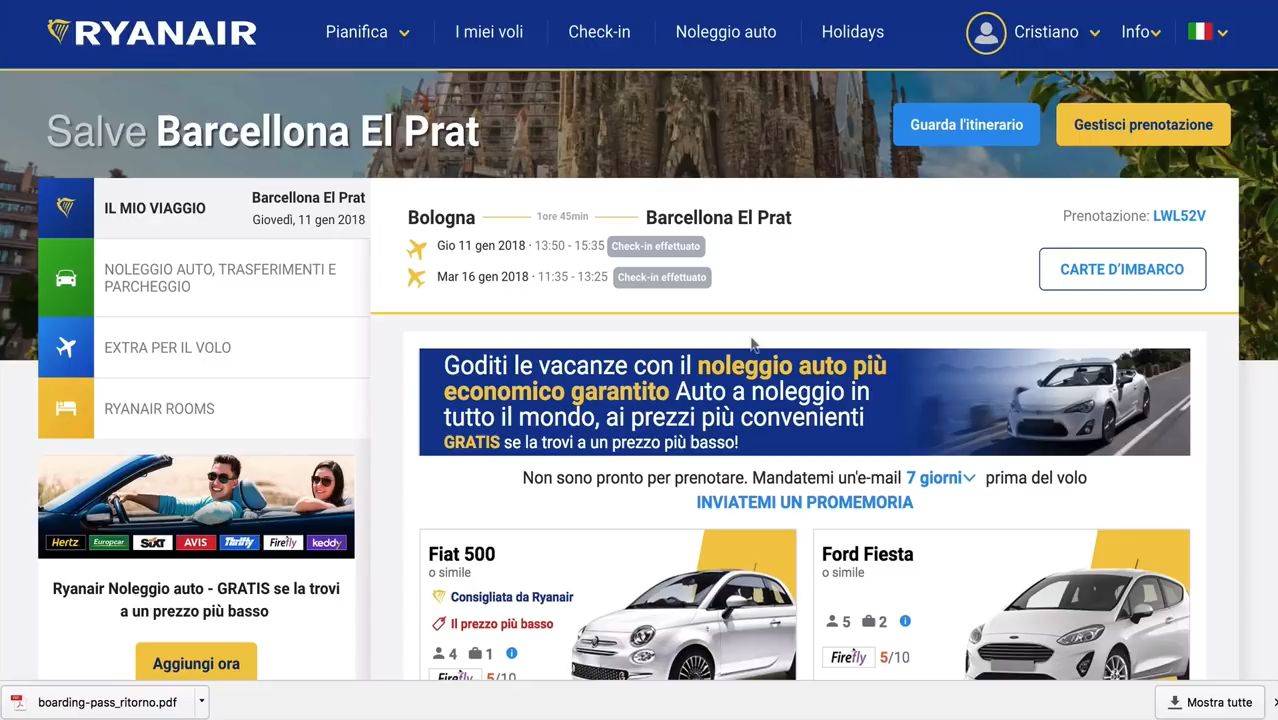 RYANAIR
Pianifica
I miei voli
Check-in
Noleggio auto
Holidays
Cristiano
Info
Salve Barcellona El Prat
Guarda l'itinerario
Gestisci prenotazione
IL MIO VIAGGIO
Barcellona El Prat
Giovedì, 11 gen 2018
NOLEGGIO AUTO, TRASFERIMENTI E
PARCHEGGIO
EXTRA PER IL VOLO
RYANAIR ROOMS
Hertz Europcar SIXT AVIS Thrifty Firefly keddy
Ryanair Noleggio auto - GRATIS se la trovi
a un prezzo più basso
Aggiungi ora
Bologna 1ore 45min Barcellona El Prat
Gio 11 gen 2018 · 13:50 - 15:35 Check-in effettuato
Mar 16 gen 2018 · 11:35 - 13:25 Check-in effettuato
Prenotazione: LWL52V
CARTE D'IMBARCO
Goditi le vacanze con il noleggio auto più
economico garantito Auto a noleggio in
tutto il mondo, ai prezzi più convenienti
GRATIS se la trovi a un prezzo più basso!
Non sono pronto per prenotare. Mandatemi un'e-mail 7 giorni prima del volo
INVIATEMI UN PROMEMORIA
Fiat 500
o simile
Consigliata da Ryanair
Il prezzo più basso
4 1
Firefly 5/10
Ford Fiesta
o simile
5 2
Firefly 5/10
boarding-pass_ritorno.pdf
Mostra tutte